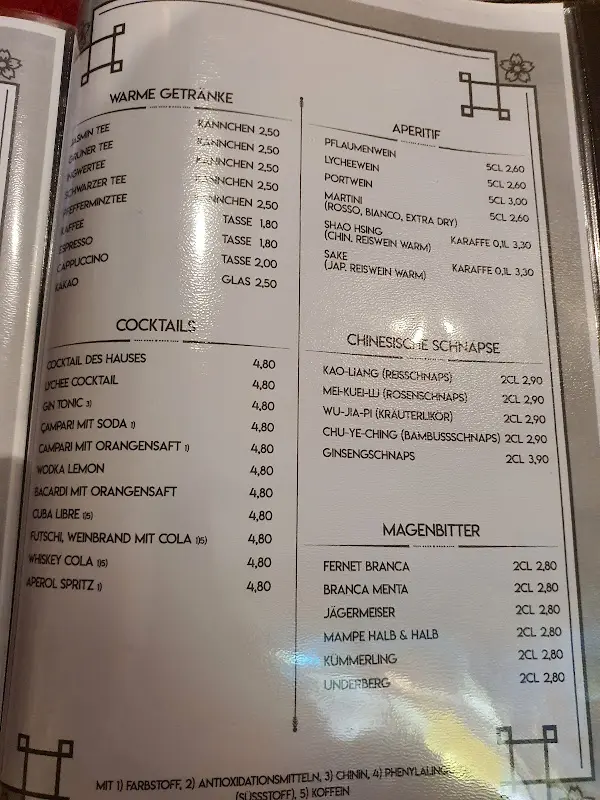 WARME GETRÄNKE
JASMIN TEE KÄNNCHEN 2,50
GRÜNER TEE KÄNNCHEN 2,50
INGWERTEE KÄNNCHEN 2,50
SCHWARZER TEE KÄNNCHEN 2,50
PFEFFERMINZTEE KÄNNCHEN 2,50
KAFFEE TASSE 1,80
ESPRESSO TASSE 1,80
CAPPUCCINO TASSE 2,00
KAKAO GLAS 2,50
COCKTAILS
COCKTAIL DES HAUSES 4,80
LYCHEE COCKTAIL 4,80
GIN TONIC 3) 4,80
CAMPARI MIT SODA 1) 4,80
CAMPARI MIT ORANGENSAFT 1) 4,80
WODKA LEMON 4,80
BACARDI MIT ORANGENSAFT 4,80
CUBA LIBRE 1)5) 4,80
FUTSCHI, WEINBRAND MIT COLA 1)5) 4,80
WHISKEY COLA 1)5) 4,80
APEROL SPRITZ 1) 4,80
APERITIF
PFLAUMENWEIN 5CL 2,60
LYCHEEWEIN 5CL 2,60
PORTWEIN 5CL 3,00
MARTINI 5CL 2,60
(ROSSO, BIANCO, EXTRA DRY)
SHAO HSING KARAFFE 0,1L 3,30
(CHIN. REISWEIN WARM)
SAKE KARAFFE 0,1L 3,30
(JAP. REISWEIN WARM)
CHINESISCHE SCHNÄPSE
KAO-LIANG (REISSCHNAPS) 2CL 2,90
MEI-KUEI-LU (ROSENSCHNAPS) 2CL 2,90
WU-JIA-PI (KRÄUTERLIKÖR) 2CL 2,90
CHU-YE-CHING (BAMBUSSSCHNAPS) 2CL 2,90
GINSENGSCHNAPS 2CL 3,90
MAGENBITTER
FERNET BRANCA 2CL 2,80
BRANCA MENTA 2CL 2,80
JÄGERMEISER 2CL 2,80
MAMPE HALB & HALB 2CL 2,80
KÜMMERLING 2CL 2,80
UNDERBERG 2CL 2,80
MIT 1) FARBSTOFF, 2) ANTIOXIDATIONSMITTELN, 3) CHININ, 4)
(SÜSSSTOFF), 5) KOFFEIN